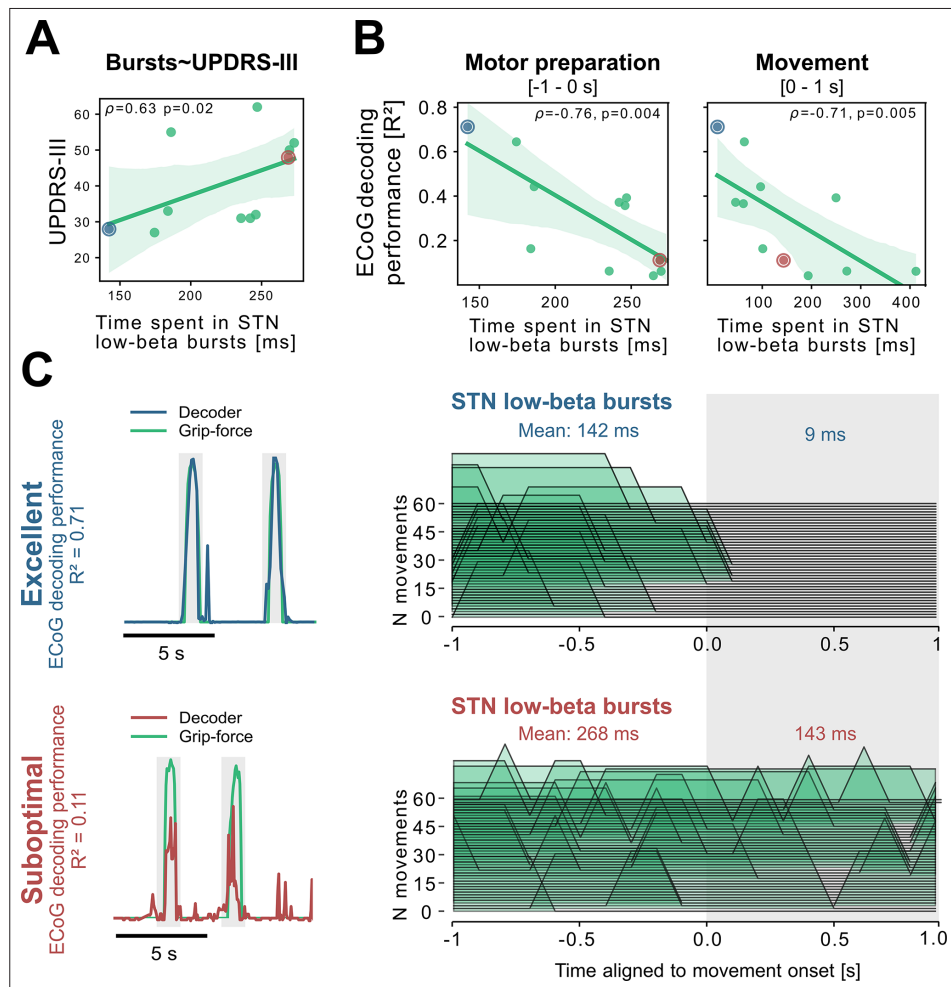 A
Bursts~UPDRS-III
ρ=0.63 p=0.02
60
50
40
30
20
UPDRS-III
150
200
250
Time spent in STN
low-beta bursts [ms]
B
Motor preparation
[-1 - 0 s]
ρ=-0.76, p=0.004
0.8
0.6
0.4
0.2
ECoG decoding
performance [R²]
150
200
250
Time spent in STN
low-beta bursts [ms]
Movement
[0 - 1 s]
ρ=-0.71, p=0.005
100
200
300
400
Time spent in STN
low-beta bursts [ms]
C
Excellent
ECoG decoding performance
R² = 0.71
Decoder
Grip-force
5 s
STN low-beta bursts
Mean: 142 ms
9 ms
N movements
60
45
30
15
0
-1
-0.5
0.0
0.5
1
Suboptimal
ECoG decoding performance
R² = 0.11
Decoder
Grip-force
5 s
STN low-beta bursts
Mean: 268 ms
143 ms
N movements
60
45
30
15
0
-1
-0.5
0.0
0.5
1.0
Time aligned to movement onset [s]